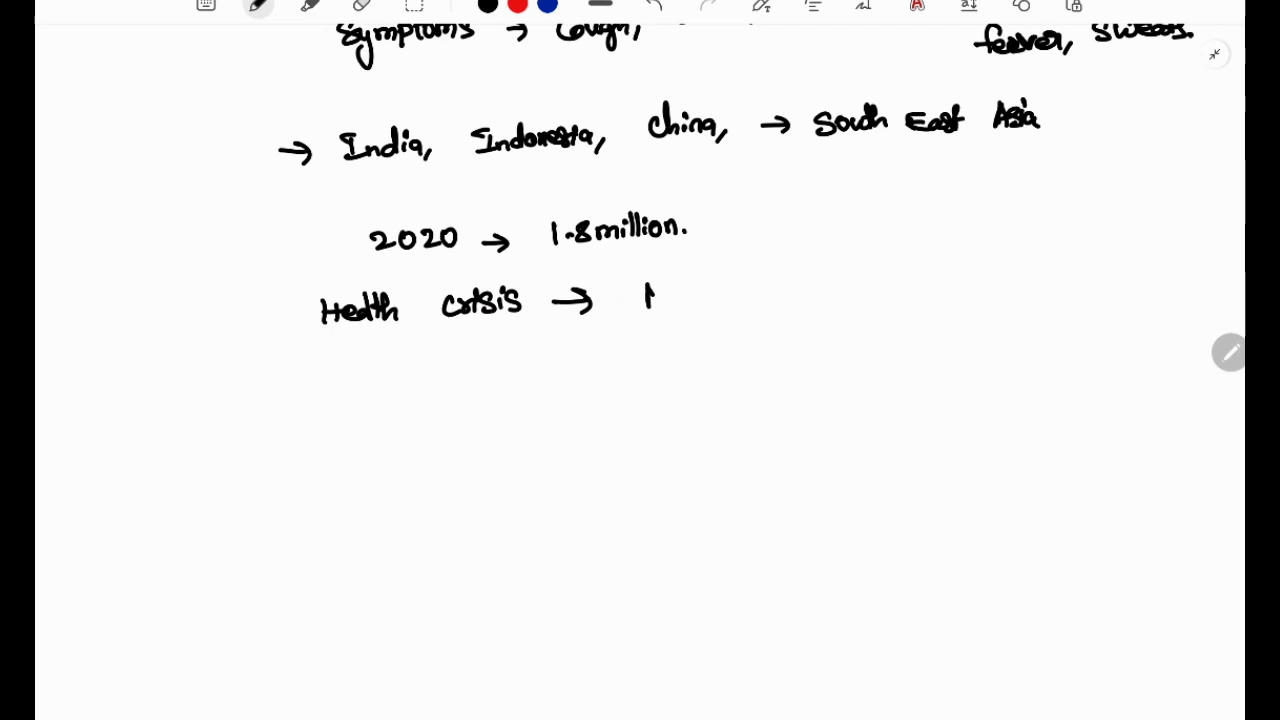 Symptoms → Cough, fever, sweats.
→ India, Indonesia, China, → South East Asia
2020 → 1.8 million.
Health crisis →